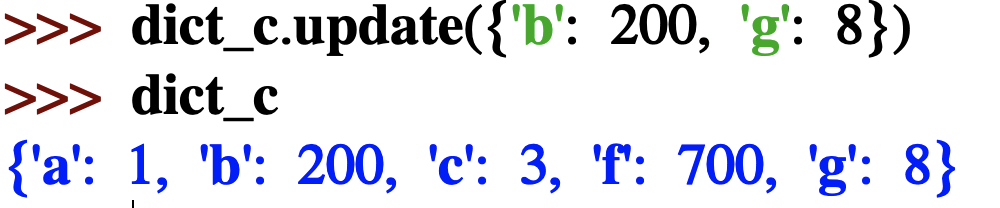 >>> dict_c.update({'b': 200, 'g': 8})
>>> dict_c
{'a': 1, 'b': 200, 'c': 3, 'f': 700, 'g': 8}